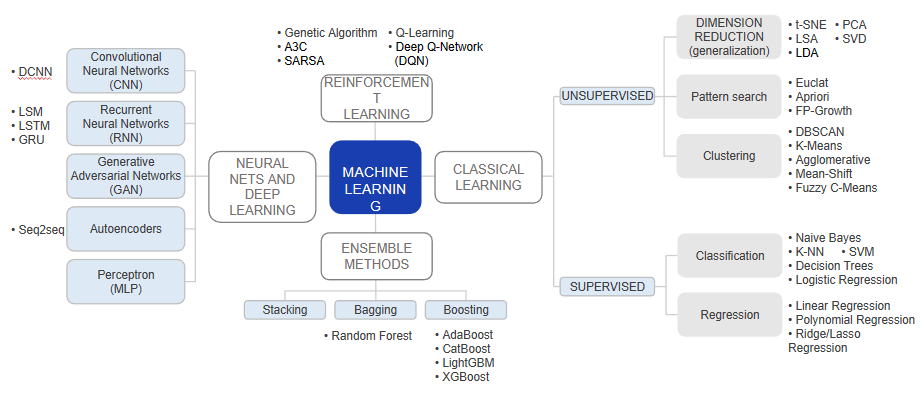 • Genetic Algorithm • Q-Learning
• A3C • Deep Q-Network
• SARSA (DQN)
REINFORCEMEN
T
LEARNING
MACHINE
LEARNIN
G
NEURAL
NETS AND
DEEP
LEARNING
Convolutional
Neural Networks
(CNN)
• DCNN
Recurrent
Neural Networks
(RNN)
• LSM
• LSTM
• GRU
Generative
Adversarial Networks
(GAN)
Autoencoders
• Seq2seq
Perceptron
(MLP)
ENSEMBLE
METHODS
Stacking
Bagging
• Random Forest
Boosting
• AdaBoost
• CatBoost
• LightGBM
• XGBoost
CLASSICAL
LEARNING
UNSUPERVISED
DIMENSION
REDUCTION
(generalization)
• t-SNE • PCA
• LSA • SVD
• LDA
Pattern search
• Euclat
• Apriori
• FP-Growth
Clustering
• DBSCAN
• K-Means
• Agglomerative
• Mean-Shift
• Fuzzy C-Means
SUPERVISED
Classification
• Naive Bayes
• K-NN • SVM
• Decision Trees
• Logistic Regression
Regression
• Linear Regression
• Polynomial Regression
• Ridge/Lasso
Regression